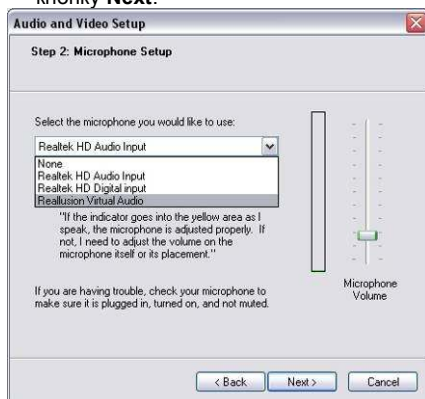 кнопку Next.
Audio and Video Setup
Step 2: Microphone Setup
Select the microphone you would like to use:
Realtek HD Audio Input
None
Realtek HD Audio Input
Realtek HD Digital input
Reallusion Virtual Audio
"If the indicator goes into the yellow area as I
speak, the microphone is adjusted properly. If
not, I need to adjust the volume on the
microphone itself or its placement."
If you are having trouble, check your microphone to
make sure it is plugged in, turned on, and not muted.
Microphone
Volume
< Back
Next >
Cancel